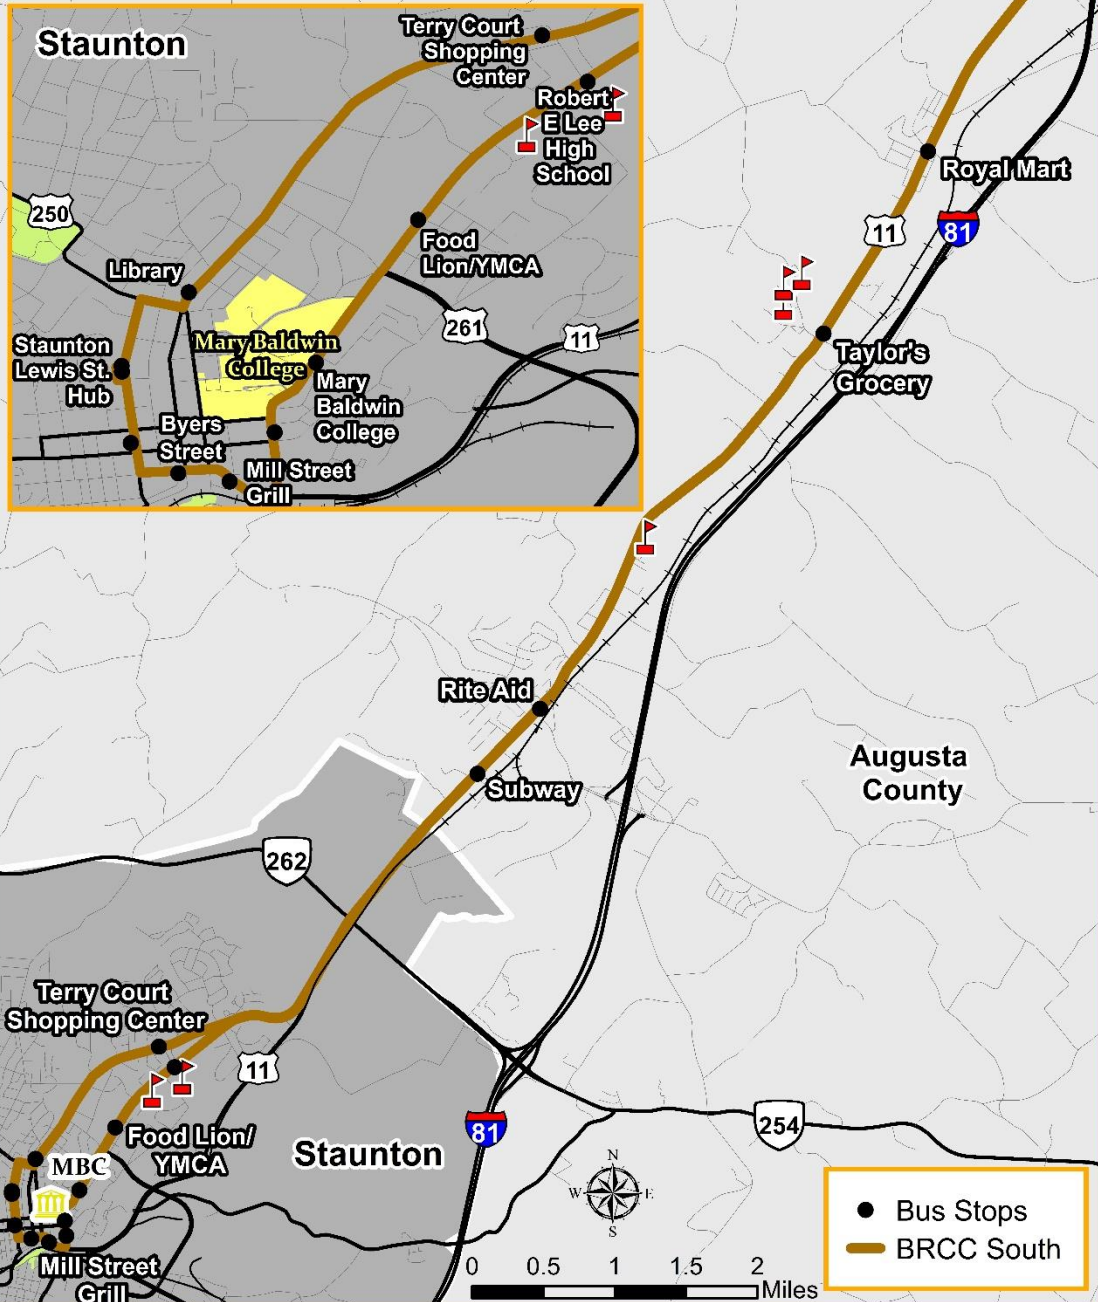 Staunton
Terry Court
Shopping
Center
Robert
E Lee
High
School
250
Food
Lion/YMCA
Library
261
11
Mary Baldwin
College
Staunton
Lewis St.
Hub
Mary
Baldwin
College
Byers
Street
Mill Street
Grill
Royal Mart
11
81
Taylor's
Grocery
Rite Aid
Subway
Augusta
County
262
Terry Court
Shopping Center
11
Food Lion/
YMCA
MBC
Staunton
81
254
Mill Street
Grill
N
W E
S
0 0.5 1 1.5 2
Miles
Bus Stops
BRCC South